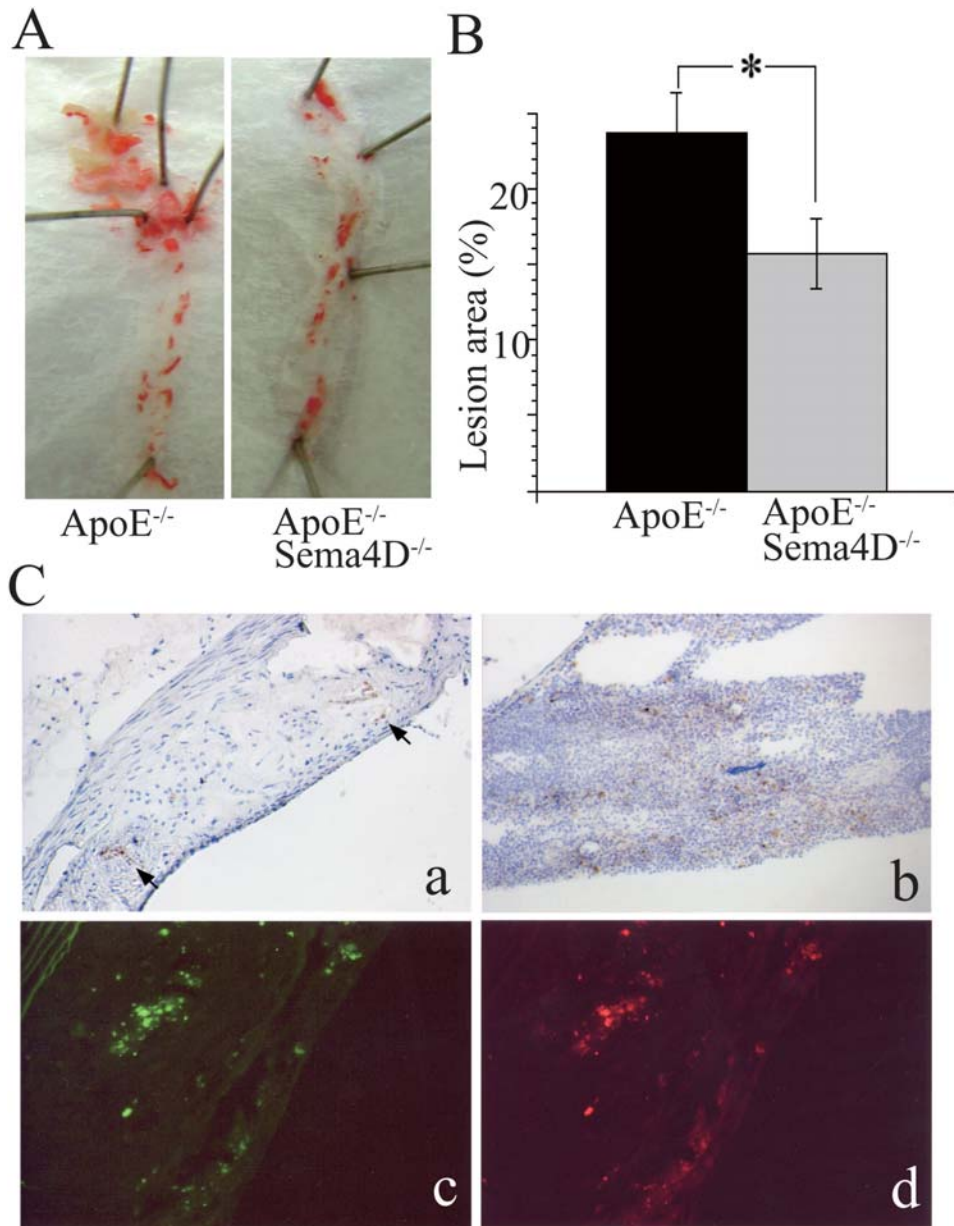 A
B
*
20
10
Lesion area (%)
ApoE-/-
ApoE-/-
Sema4D-/-
ApoE-/-
ApoE-/-
Sema4D-/-
C
a
b
c
d